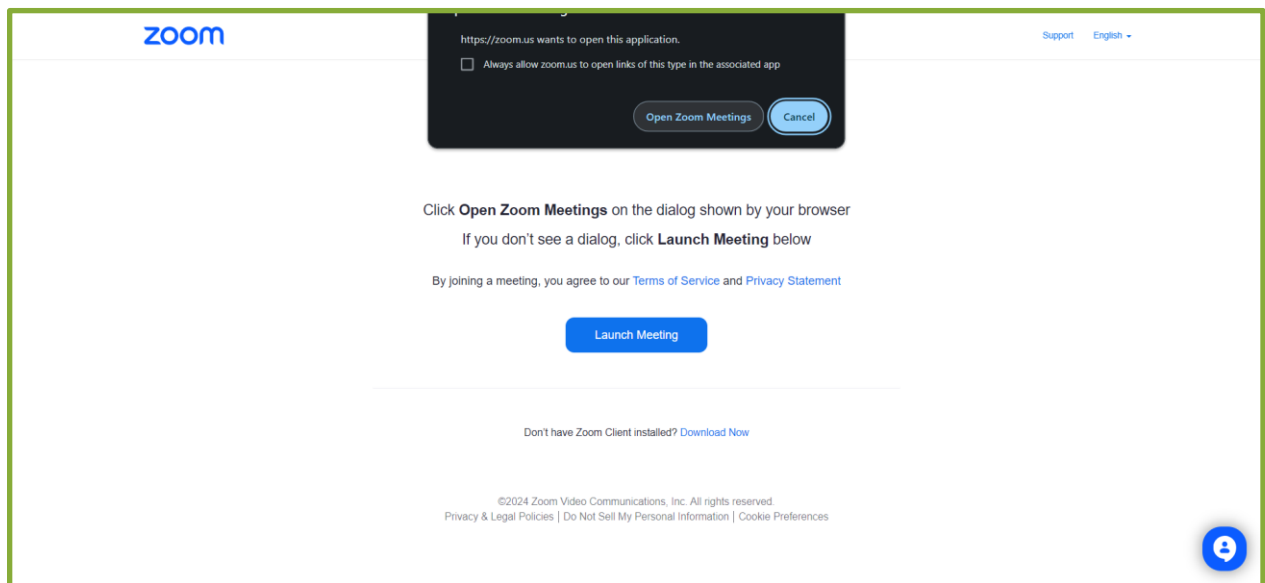 zoom
Support English
https://zoom.us wants to open this application.
Always allow zoom.us to open links of this type in the associated app
Open Zoom Meetings Cancel
Click Open Zoom Meetings on the dialog shown by your browser
If you don't see a dialog, click Launch Meeting below
By joining a meeting, you agree to our Terms of Service and Privacy Statement
Launch Meeting
Don't have Zoom Client installed? Download Now
©2024 Zoom Video Communications, Inc. All rights reserved.
Privacy & Legal Policies | Do Not Sell My Personal Information | Cookie Preferences